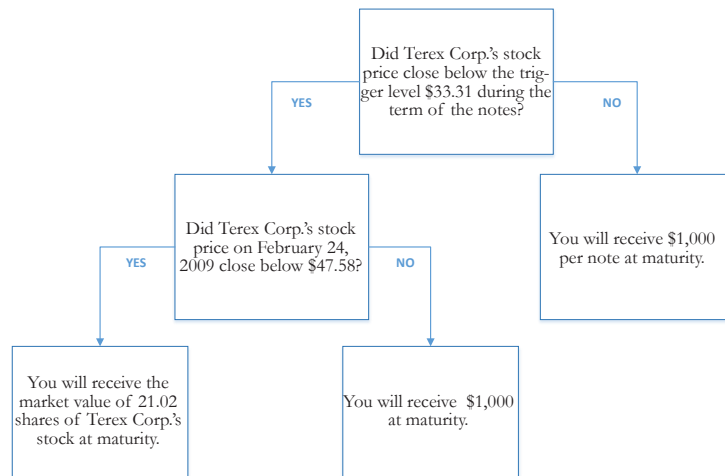 Did Terex Corp.'s stock
price close below the trig-
ger level $33.31 during the
term of the notes?
YES
NO
Did Terex Corp.'s stock
price on February 24,
2009 close below $47.58?
You will receive $1,000
per note at maturity.
YES
NO
You will receive the
market value of 21.02
shares of Terex Corp.'s
stock at maturity.
You will receive $1,000
at maturity.